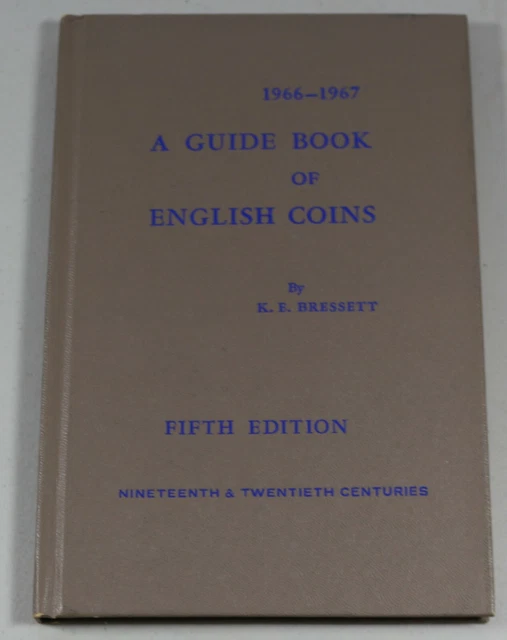 1966–1967
A GUIDE BOOK
OF
ENGLISH COINS
By
K. E. BRESSETT
FIFTH EDITION
NINETEENTH & TWENTIETH CENTURIES